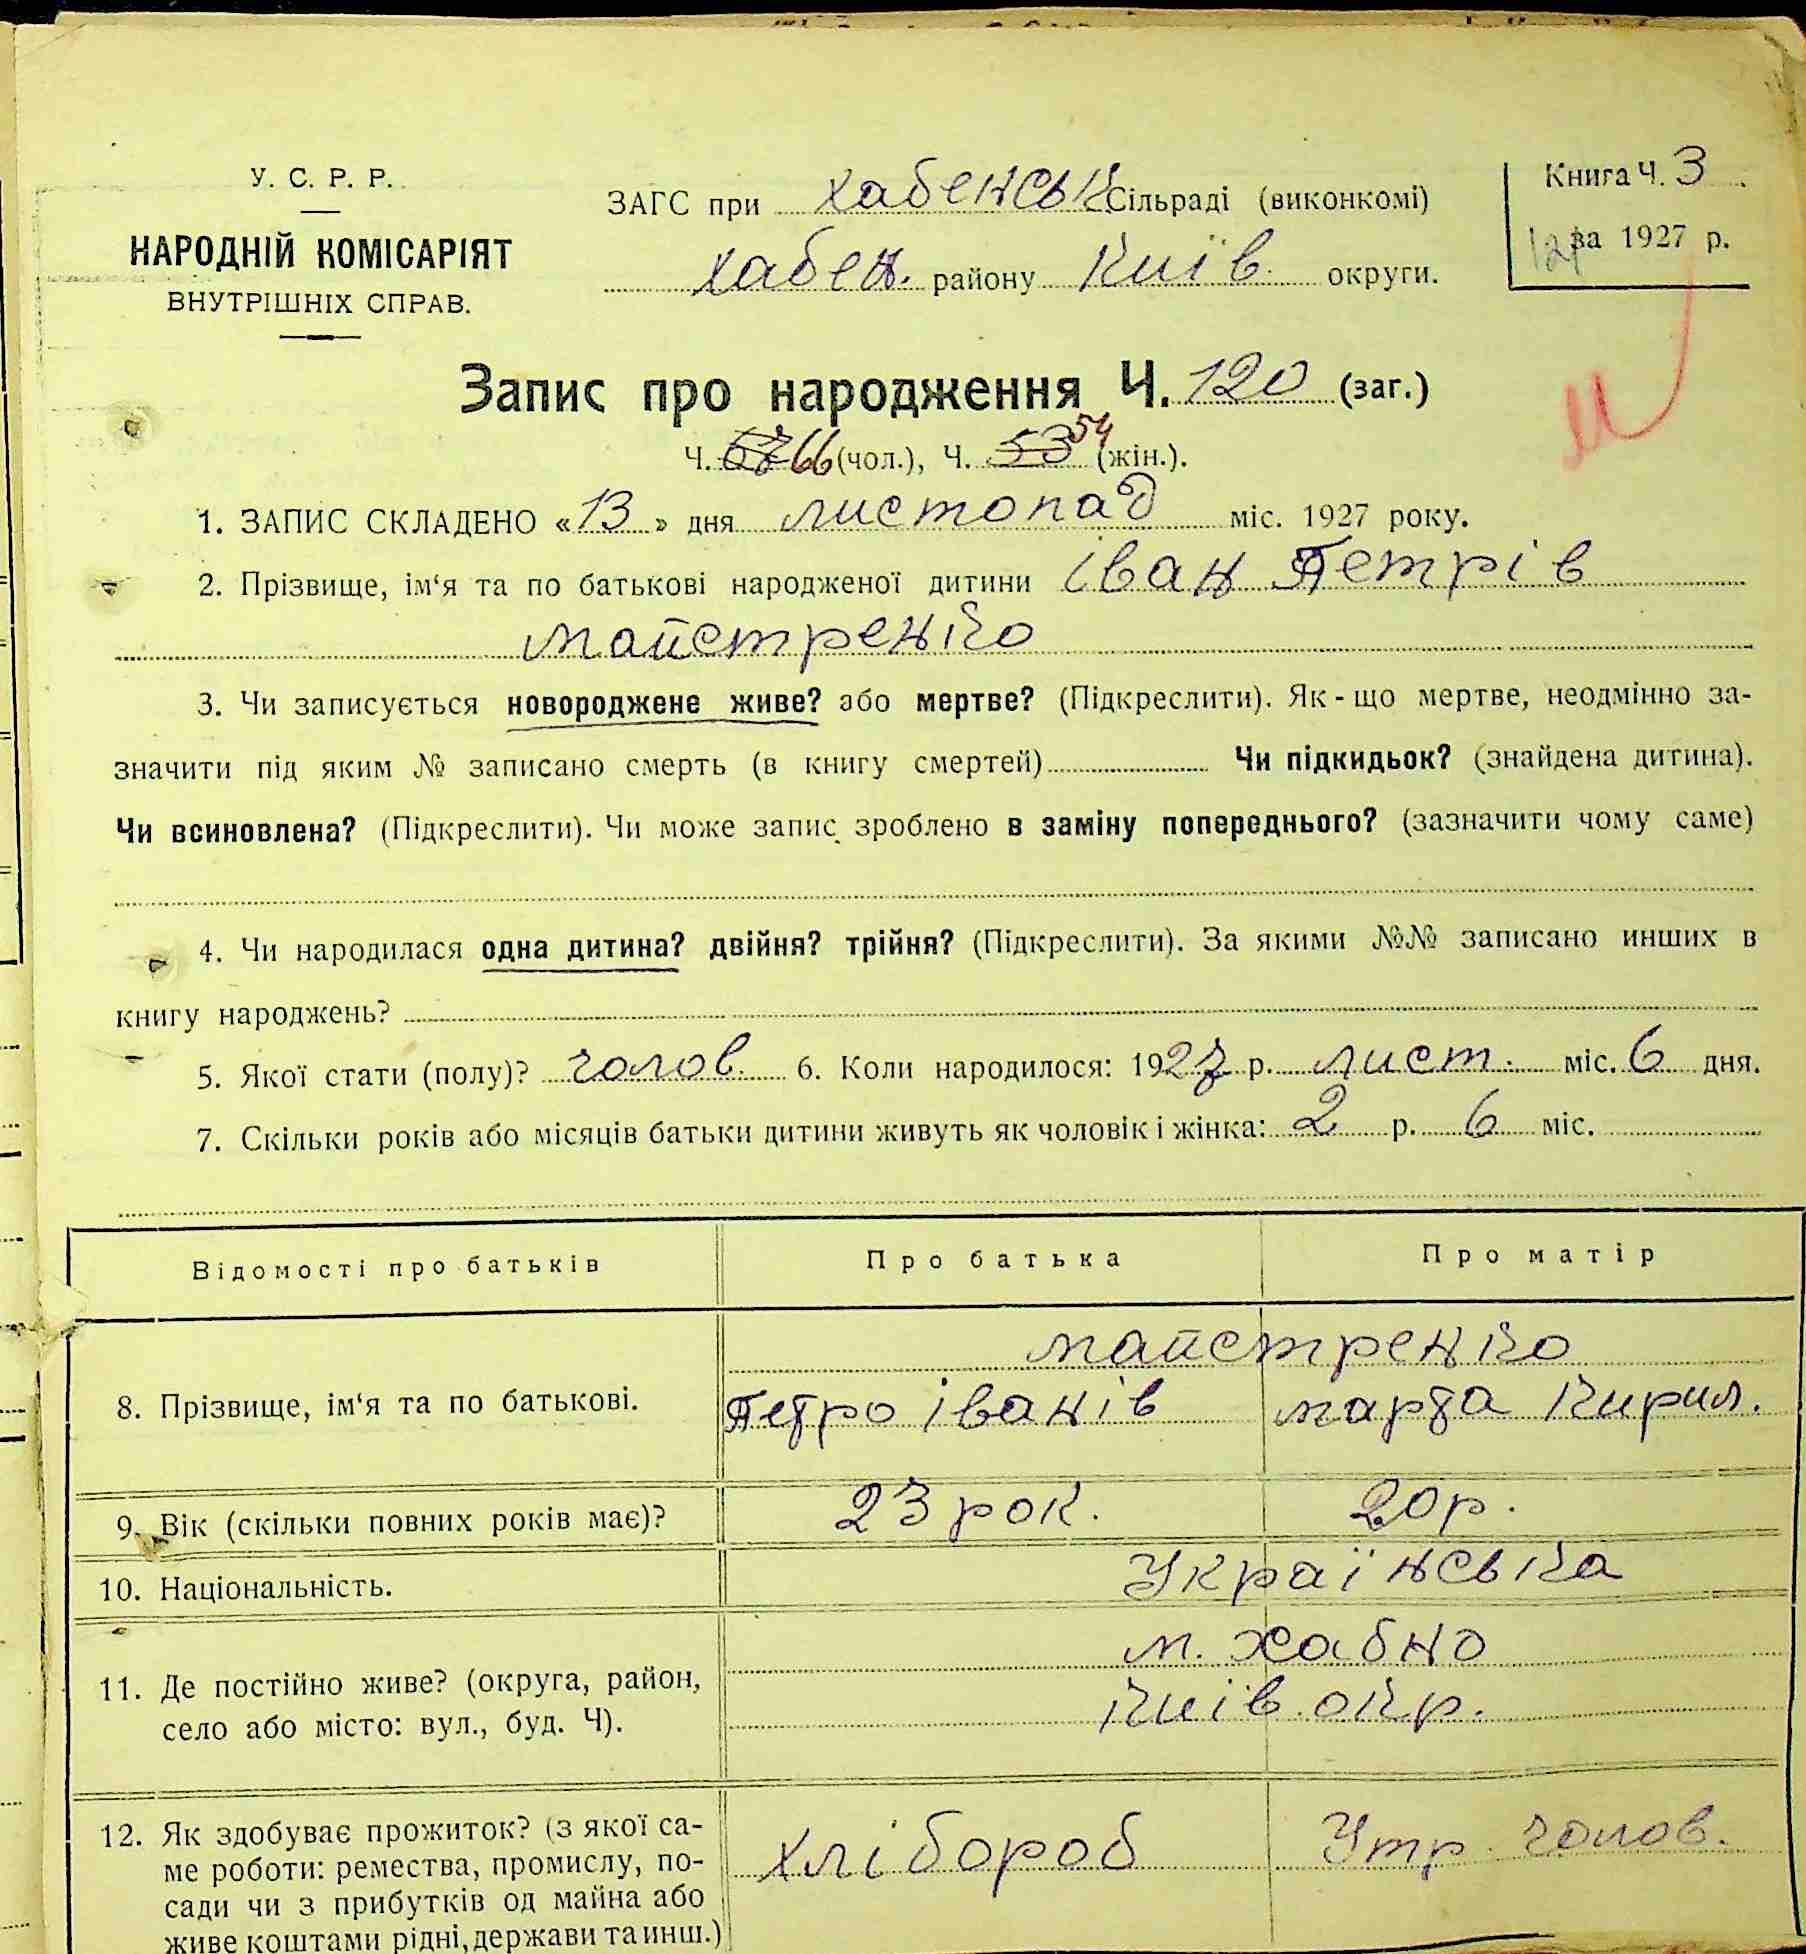 У. С. Р. Р.
НАРОДНІЙ КОМІСАРІЯТ
ВНУТРІШНІХ СПРАВ.
ЗАГС при хабенськ Сільраді (виконкомі)
хабен. району Київ. округи.
Книга Ч. 3
за 1927 р.
Запис про народження Ч. 120 (заг.)
Ч. 66 (чол.), Ч. 53 54 (жін.).
1. ЗАПИС СКЛАДЕНО «13» дня листопад міс. 1927 року.
2. Прізвище, ім‘я та по батькові народженої дитини іван Петрів
майстренко
3. Чи записується новороджене живе? або мертве? (Підкреслити). Як-що мертве, неодмінно за-
значити під яким № записано смерть (в книгу смертей) Чи підкидьок? (знайдена дитина).
Чи всиновлена? (Підкреслити). Чи може запис зроблено в заміну попереднього? (зазначити чому саме)
4. Чи народилася одна дитина? двійня? трійня? (Підкреслити). За якими №№ записано инших в
книгу народжень?
5. Якої стати (полу)? чолов. 6. Коли народилося: 1927 р. лист. міс. 6 дня.
7. Скільки років або місяців батьки дитини живуть як чоловік і жінка: 2 р. 6 міс.
Відомості про батьків Про батька Про матір
майстренко
8. Прізвище, ім‘я та по батькові. Петро іванів марта Кирил.
9. Вік (скільки повних років має)? 23 рок. 20 р.
10. Національність. Українська
м. хабно
11. Де постійно живе? (округа, район,
село або місто: вул., буд. Ч). Київ. окр.
12. Як здобуває прожиток? (з якої са-
ме роботи: ремества, промислу, по- хлібороб Утр. чолов.
сади чи з прибутків од майна або
живе коштами рідні, держави та инш.)